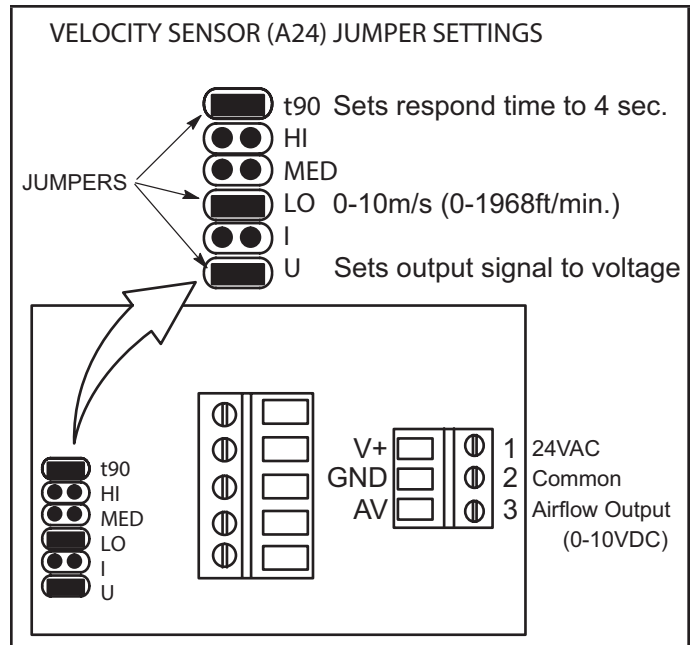 VELOCITY SENSOR (A24) JUMPER SETTINGS
t90 Sets respond time to 4 sec.
HI
MED
JUMPERS
LO 0-10m/s (0-1968ft/min.)
I
U Sets output signal to voltage
t90
HI
MED
LO
I
U
V+ 1 24VAC
GND 2 Common
AV 3 Airflow Output
(0-10VDC)